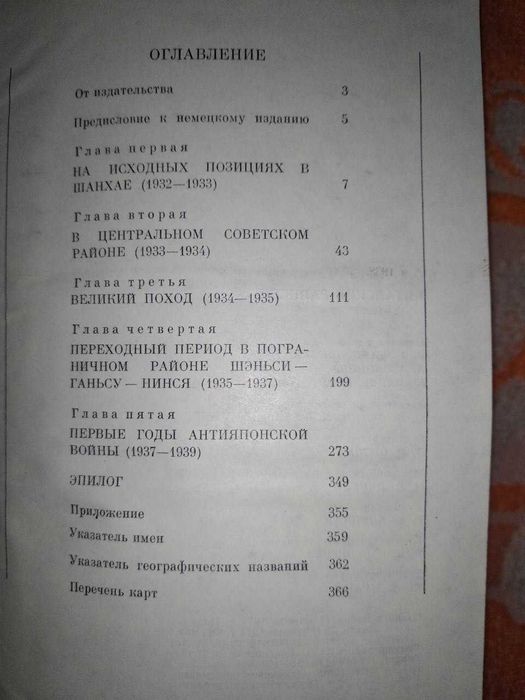 ОГЛАВЛЕНИЕ
От издательства 3
Предисловие к немецкому изданию 5
Глава первая
НА ИСХОДНЫХ ПОЗИЦИЯХ В
ШАНХАЕ (1932—1933) 7
Глава вторая
В ЦЕНТРАЛЬНОМ СОВЕТСКОМ
РАЙОНЕ (1933—1934) 43
Глава третья
ВЕЛИКИЙ ПОХОД (1934—1935) 111
Глава четвертая
ПЕРЕХОДНЫЙ ПЕРИОД В ПОГРА-
НИЧНОМ РАЙОНЕ ШЭНЬСИ —
ГАНЬСУ — НИНСЯ (1935—1937) 199
Глава пятая
ПЕРВЫЕ ГОДЫ АНТИЯПОНСКОЙ
ВОЙНЫ (1937—1939) 273
ЭПИЛОГ 349
Приложение 355
Указатель имен 359
Указатель географических названий 362
Перечень карт 366